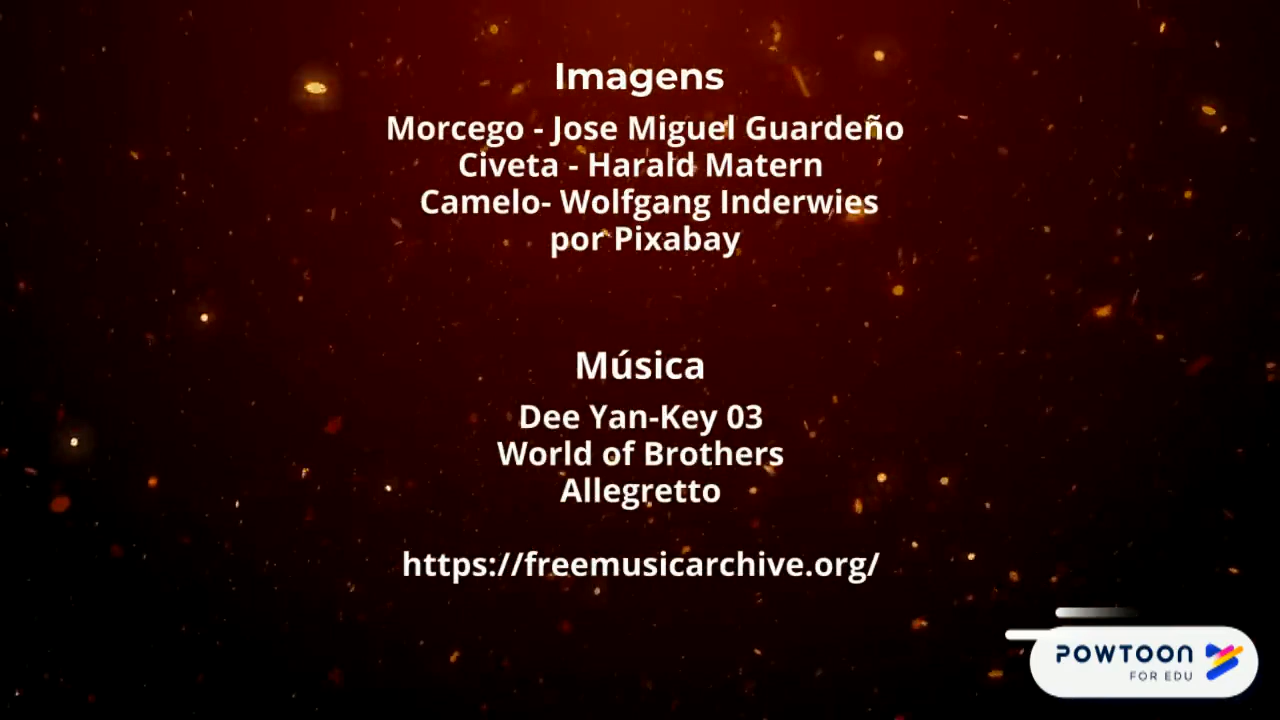 Imagens
Morcego - Jose Miguel Guardeño
Civeta - Harald Matern
Camelo- Wolfgang Inderwies
por Pixabay
Música
Dee Yan-Key 03
World of Brothers
Allegretto
https://freemusicarchive.org/
POWTOON
FOR EDU